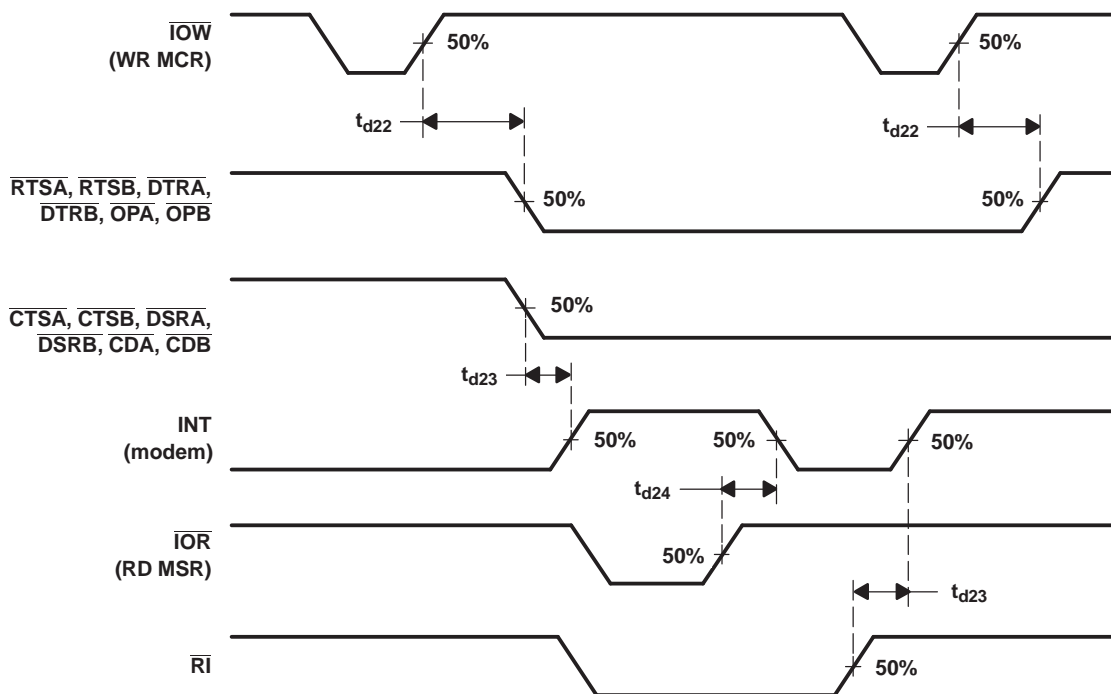 IOW
(WR MCR)
50%
50%
td22
td22
RTSA, RTSB, DTRA,
DTRB, OPA, OPB
50%
50%
CTSA, CTSB, DSRA,
DSRB, CDA, CDB
50%
td23
INT
(modem)
50%
50%
50%
td24
IOR
(RD MSR)
50%
td23
RI
50%